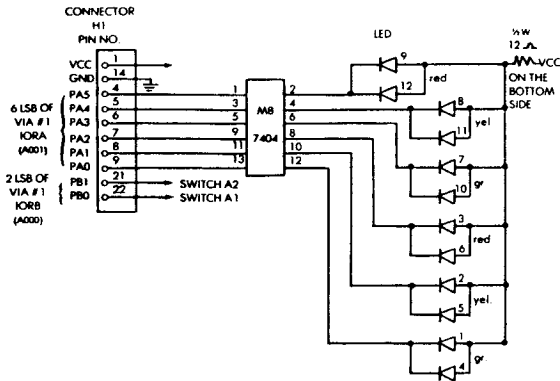 CONNECTOR
H1
PIN NO.
LED
½ W
12 Ω
VCC
ON THE
BOTTOM
SIDE
VCC 1
GND 14
6 LSB OF
VIA #1
IORA
(A001)
PA5 4
PA4 5
PA3 6
PA2 7
PA1 8
PA0 9
2 LSB OF
VIA #1
IORB
(A000)
PB1 21 SWITCH A2
PB0 22 SWITCH A1
M8
7404
1 2
3 4
5 6
9 8
11 10
13 12
9
12 red
8
11 yel
7
10 gr
3
6 red
2
5 yel.
1
4 gr.